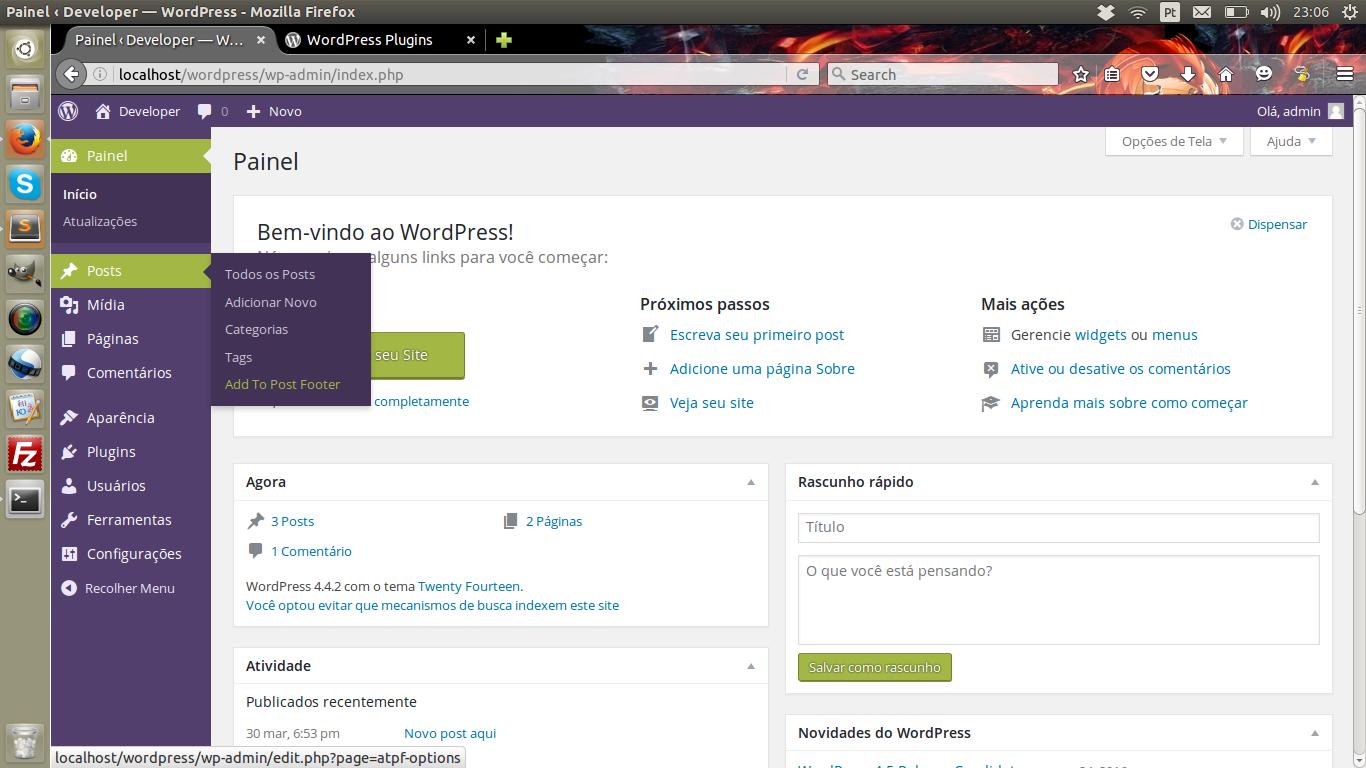 Painel ‹ Developer — WordPress - Mozilla Firefox
Pt
23:06
Painel ‹ Developer — W...
WordPress Plugins
localhost/wordpress/wp-admin/index.php
Search
Developer
0
Novo
Olá, admin
Painel
Início
Atualizações
Posts
Mídia
Páginas
Comentários
Aparência
Plugins
Usuários
Ferramentas
Configurações
Recolher Menu
Todos os Posts
Adicionar Novo
Categorias
Tags
Add To Post Footer
Opções de Tela
Ajuda
Painel
Bem-vindo ao WordPress!
Dispensar
alguns links para você começar:
seu Site
completamente
Próximos passos
Escreva seu primeiro post
Adicione uma página Sobre
Veja seu site
Mais ações
Gerencie widgets ou menus
Ative ou desative os comentários
Aprenda mais sobre como começar
Agora
3 Posts
2 Páginas
1 Comentário
WordPress 4.4.2 com o tema Twenty Fourteen.
Você optou evitar que mecanismos de busca indexem este site
Atividade
Publicados recentemente
30 mar, 6:53 pm
Novo post aqui
Rascunho rápido
Título
O que você está pensando?
Salvar como rascunho
Novidades do WordPress
localhost/wordpress/wp-admin/edit.php?page=atpf-options